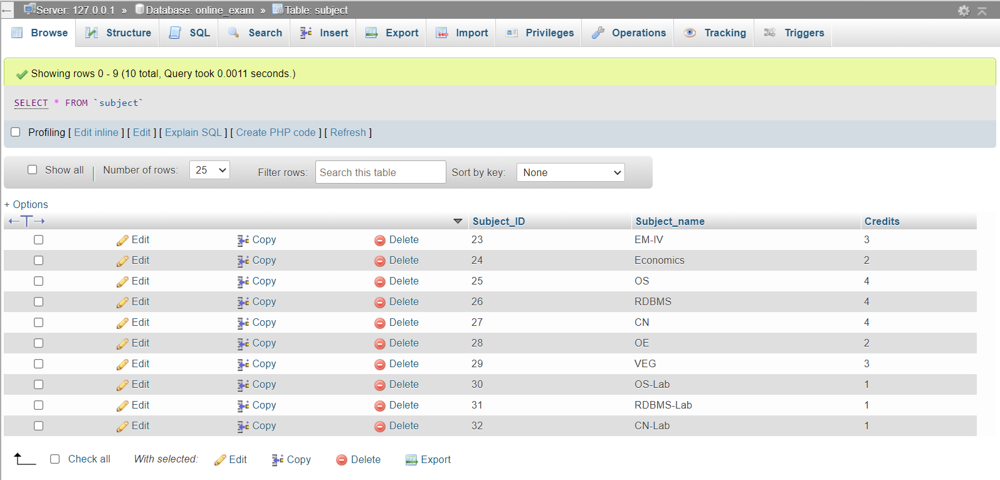 Server: 127.0.0.1 » Database: online_exam » Table: subject
Browse Structure SQL Search Insert Export Import Privileges Operations Tracking Triggers
Showing rows 0 - 9 (10 total, Query took 0.0011 seconds.)
SELECT * FROM `subject`
Profiling [ Edit inline ] [ Edit ] [ Explain SQL ] [ Create PHP code ] [ Refresh ]
Show all | Number of rows: 25 Filter rows: Search this table Sort by key: None
+ Options
Subject_ID Subject_name Credits
Edit Copy Delete 23 EM-IV 3
Edit Copy Delete 24 Economics 2
Edit Copy Delete 25 OS 4
Edit Copy Delete 26 RDBMS 4
Edit Copy Delete 27 CN 4
Edit Copy Delete 28 OE 2
Edit Copy Delete 29 VEG 3
Edit Copy Delete 30 OS-Lab 1
Edit Copy Delete 31 RDBMS-Lab 1
Edit Copy Delete 32 CN-Lab 1
Check all With selected: Edit Copy Delete Export